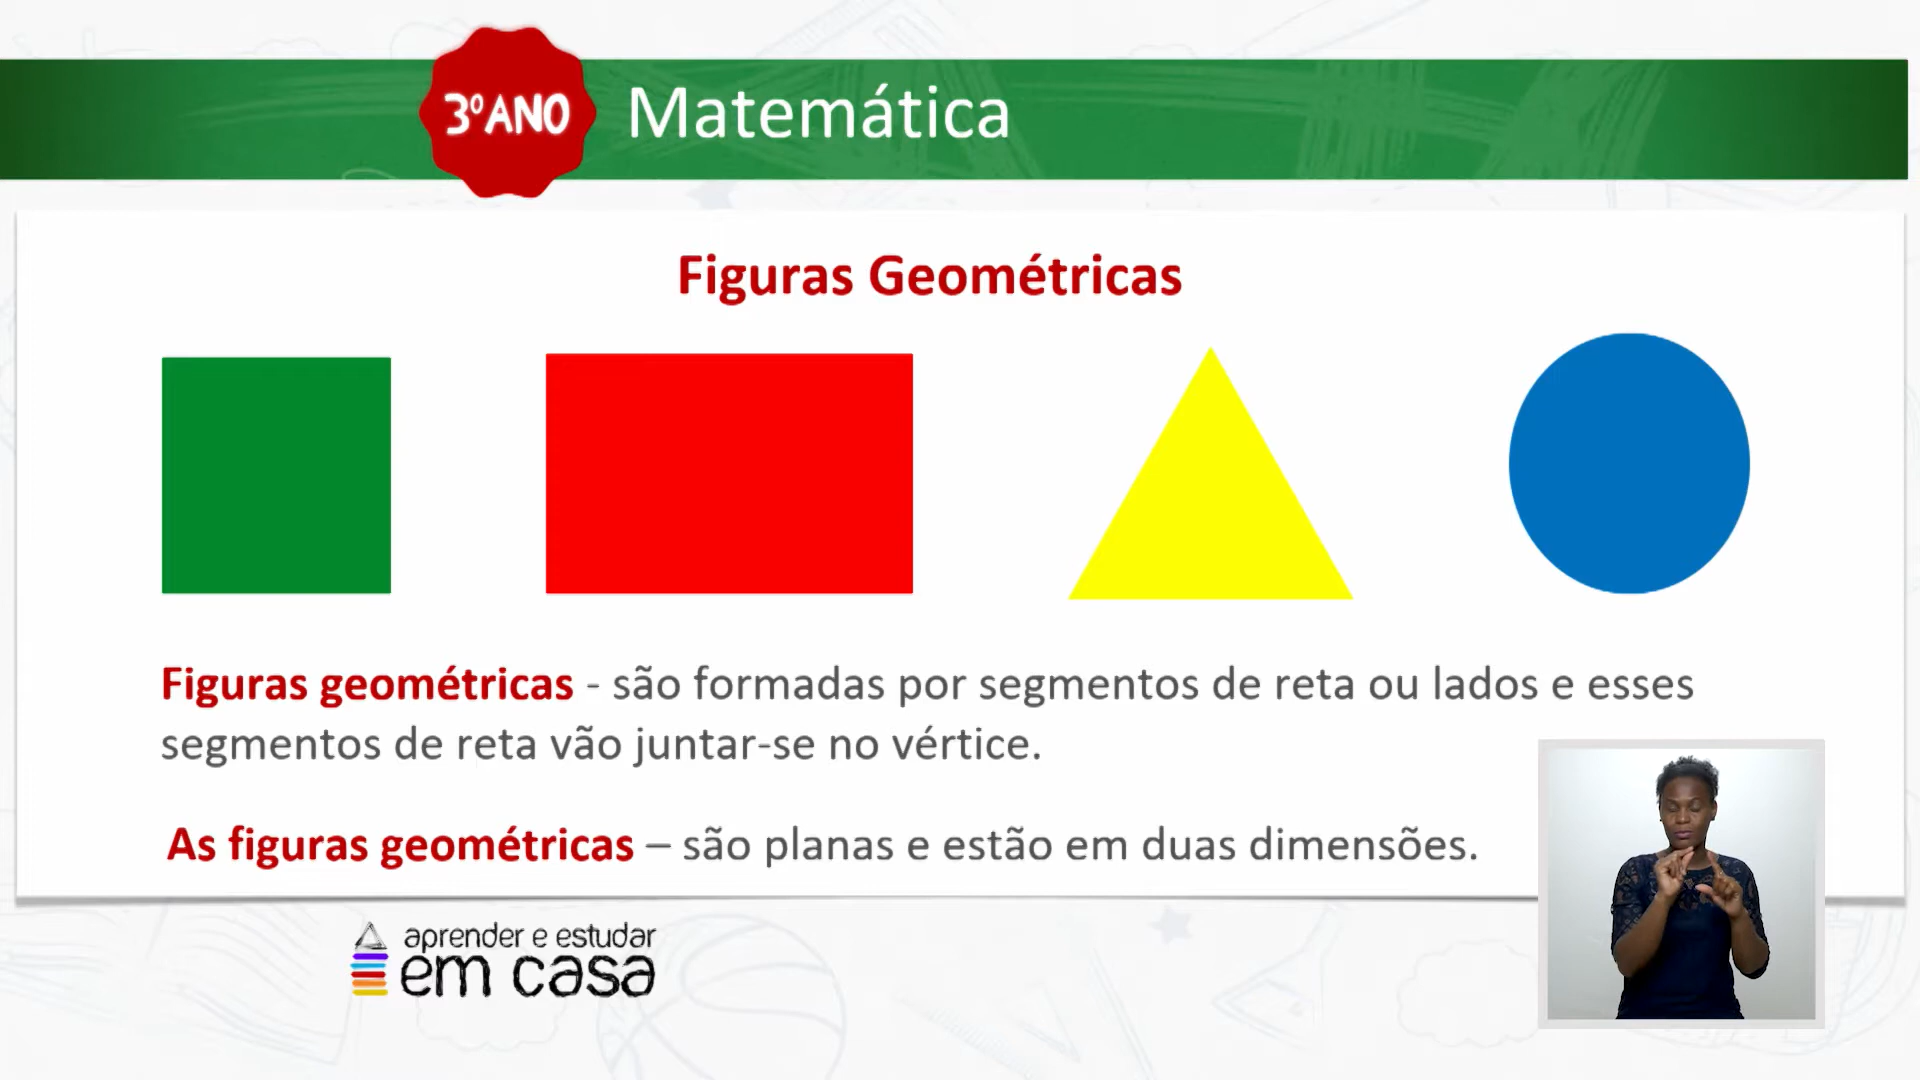 3ºANO
Matemática
Figuras Geométricas
Figuras geométricas - são formadas por segmentos de reta ou lados e esses
segmentos de reta vão juntar-se no vértice.
As figuras geométricas – são planas e estão em duas dimensões.
aprender e estudar
em casa